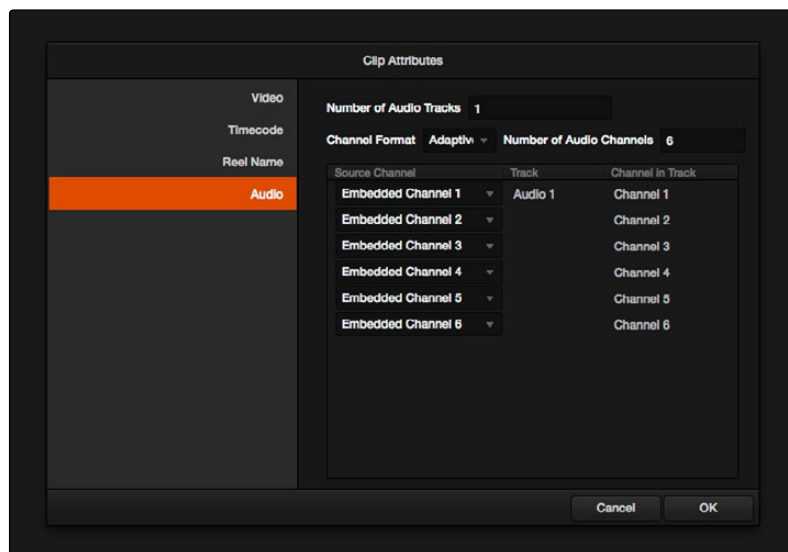 Clip Attributes
Video
Timecode
Reel Name
Audio
Number of Audio Tracks 1
Channel Format Adaptiv Number of Audio Channels 6
Source Channel Track Channel in Track
Embedded Channel 1 Audio 1 Channel 1
Embedded Channel 2 Channel 2
Embedded Channel 3 Channel 3
Embedded Channel 4 Channel 4
Embedded Channel 5 Channel 5
Embedded Channel 6 Channel 6
Cancel OK